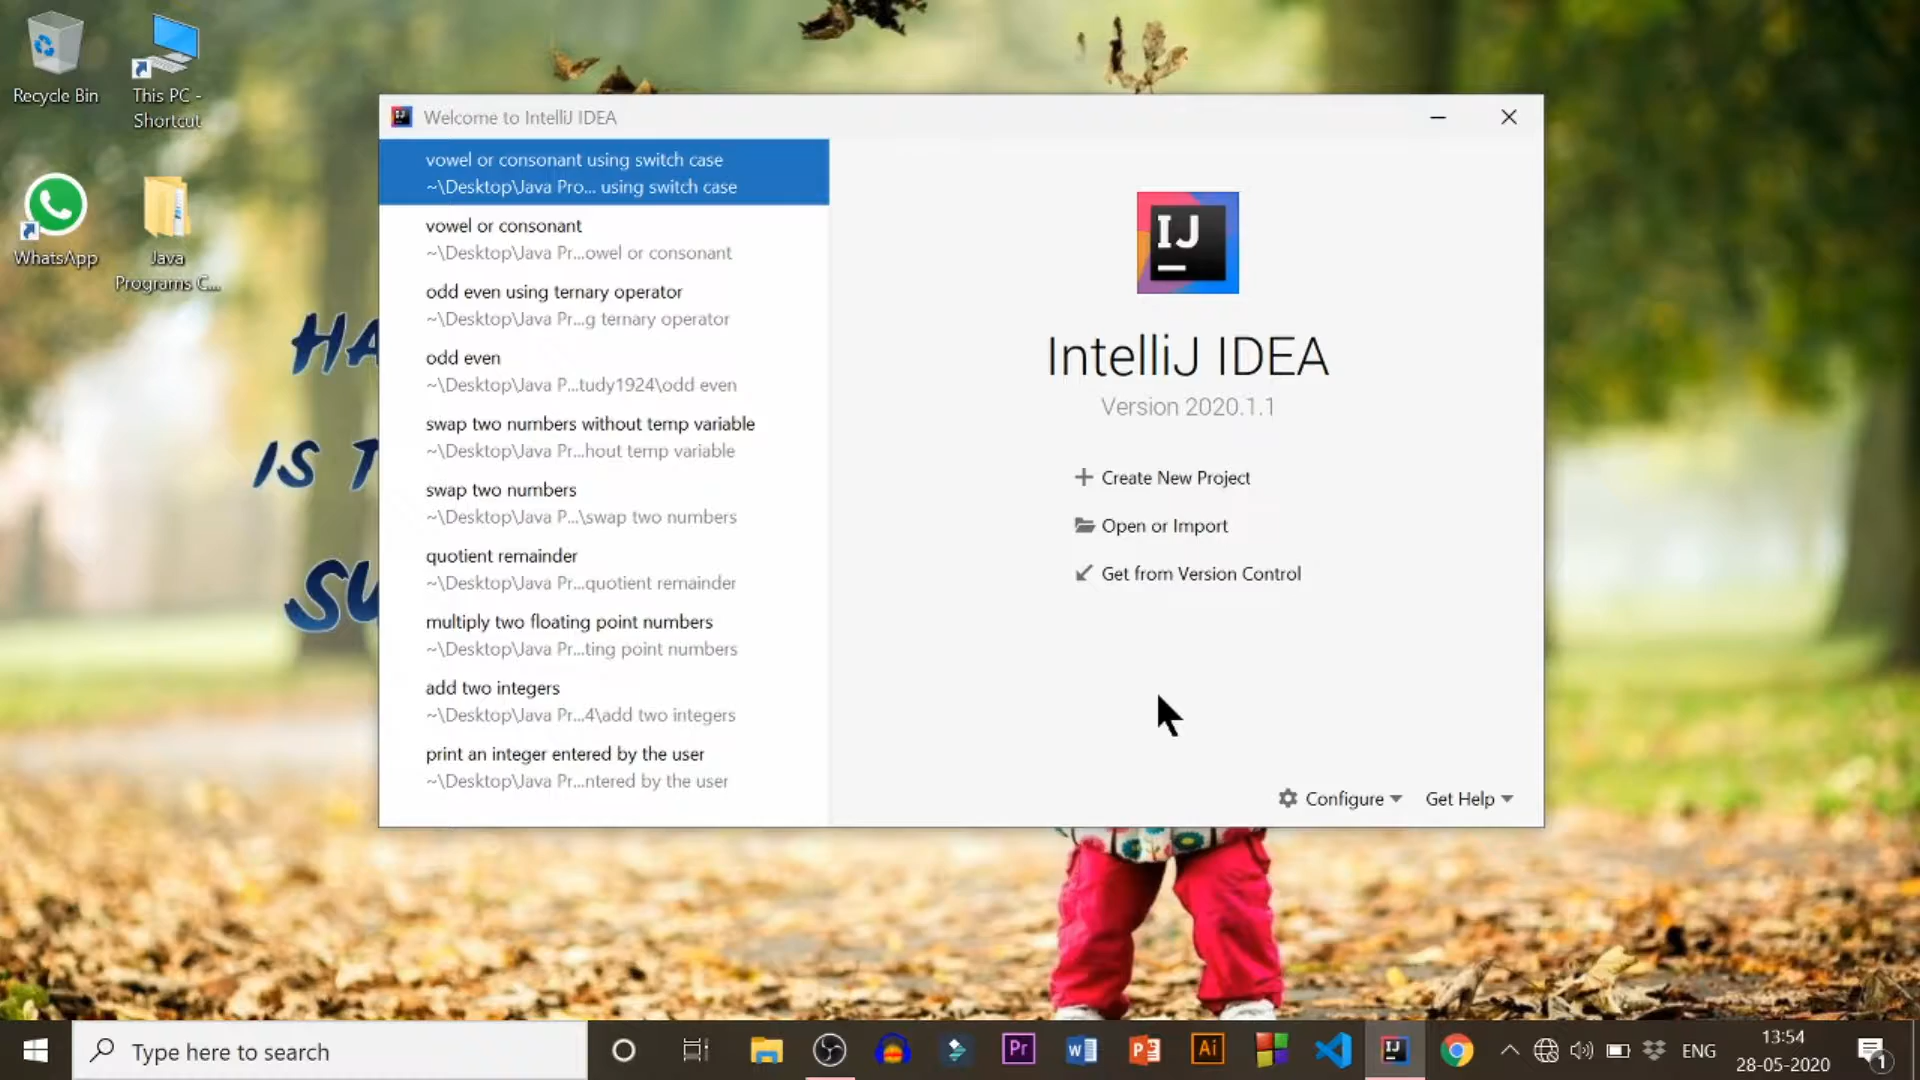 Recycle Bin
This PC -
Shortcut
WhatsApp
Java
Programs C...
HA
IS T
SU
Welcome to IntelliJ IDEA
vowel or consonant using switch case
~\Desktop\Java Pro... using switch case
vowel or consonant
~\Desktop\Java Pr...owel or consonant
odd even using ternary operator
~\Desktop\Java Pr...g ternary operator
odd even
~\Desktop\Java P...tudy1924\odd even
swap two numbers without temp variable
~\Desktop\Java Pr...hout temp variable
swap two numbers
~\Desktop\Java P...\swap two numbers
quotient remainder
~\Desktop\Java Pr...quotient remainder
multiply two floating point numbers
~\Desktop\Java Pr...ting point numbers
add two integers
~\Desktop\Java Pr...4\add two integers
print an integer entered by the user
~\Desktop\Java Pr...ntered by the user
IJ
IntelliJ IDEA
Version 2020.1.1
Create New Project
Open or Import
Get from Version Control
Configure
Get Help
Type here to search
Pr
W
P
Ai
IJ
ENG
13:54
28-05-2020
1